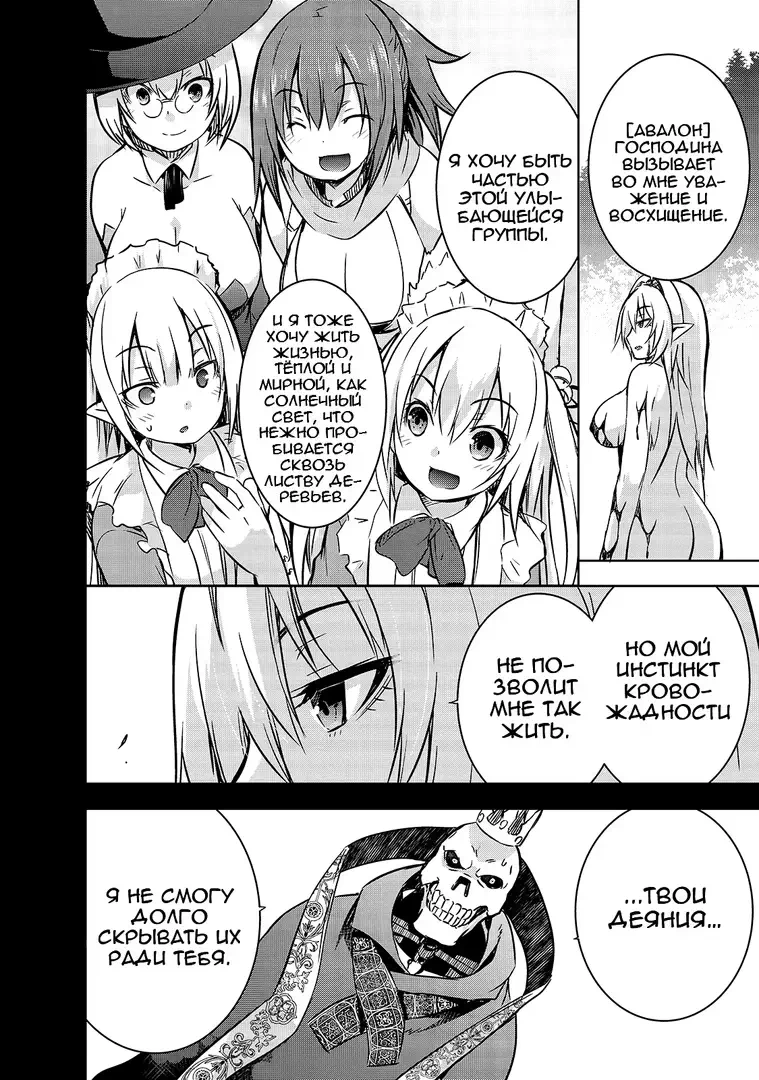 [АВАЛОН]
ГОСПОДИНА
ВЫЗЫВАЕТ
ВО МНЕ УВА-
ЖЕНИЕ И
ВОСХИЩЕНИЕ.
Я ХОЧУ БЫТЬ
ЧАСТЬЮ
ЭТОЙ УЛЫ-
БАЮЩЕЙСЯ
ГРУППЫ.
И Я ТОЖЕ
ХОЧУ ЖИТЬ
ЖИЗНЬЮ,
ТЁПЛОЙ И
МИРНОЙ, КАК
СОЛНЕЧНЫЙ
СВЕТ, ЧТО
НЕЖНО ПРО-
БИВАЕТСЯ
СКВОЗЬ
ЛИСТВУ ДЕ-
РЕВЬЕВ.
НО МОЙ
ИНСТИНКТ
КРОВО-
ЖАДНОСТИ
НЕ ПО-
ЗВОЛИТ
МНЕ ТАК
ЖИТЬ.
...ТВОИ
ДЕЯНИЯ...
Я НЕ СМОГУ
ДОЛГО
СКРЫВАТЬ ИХ
РАДИ ТЕБЯ.